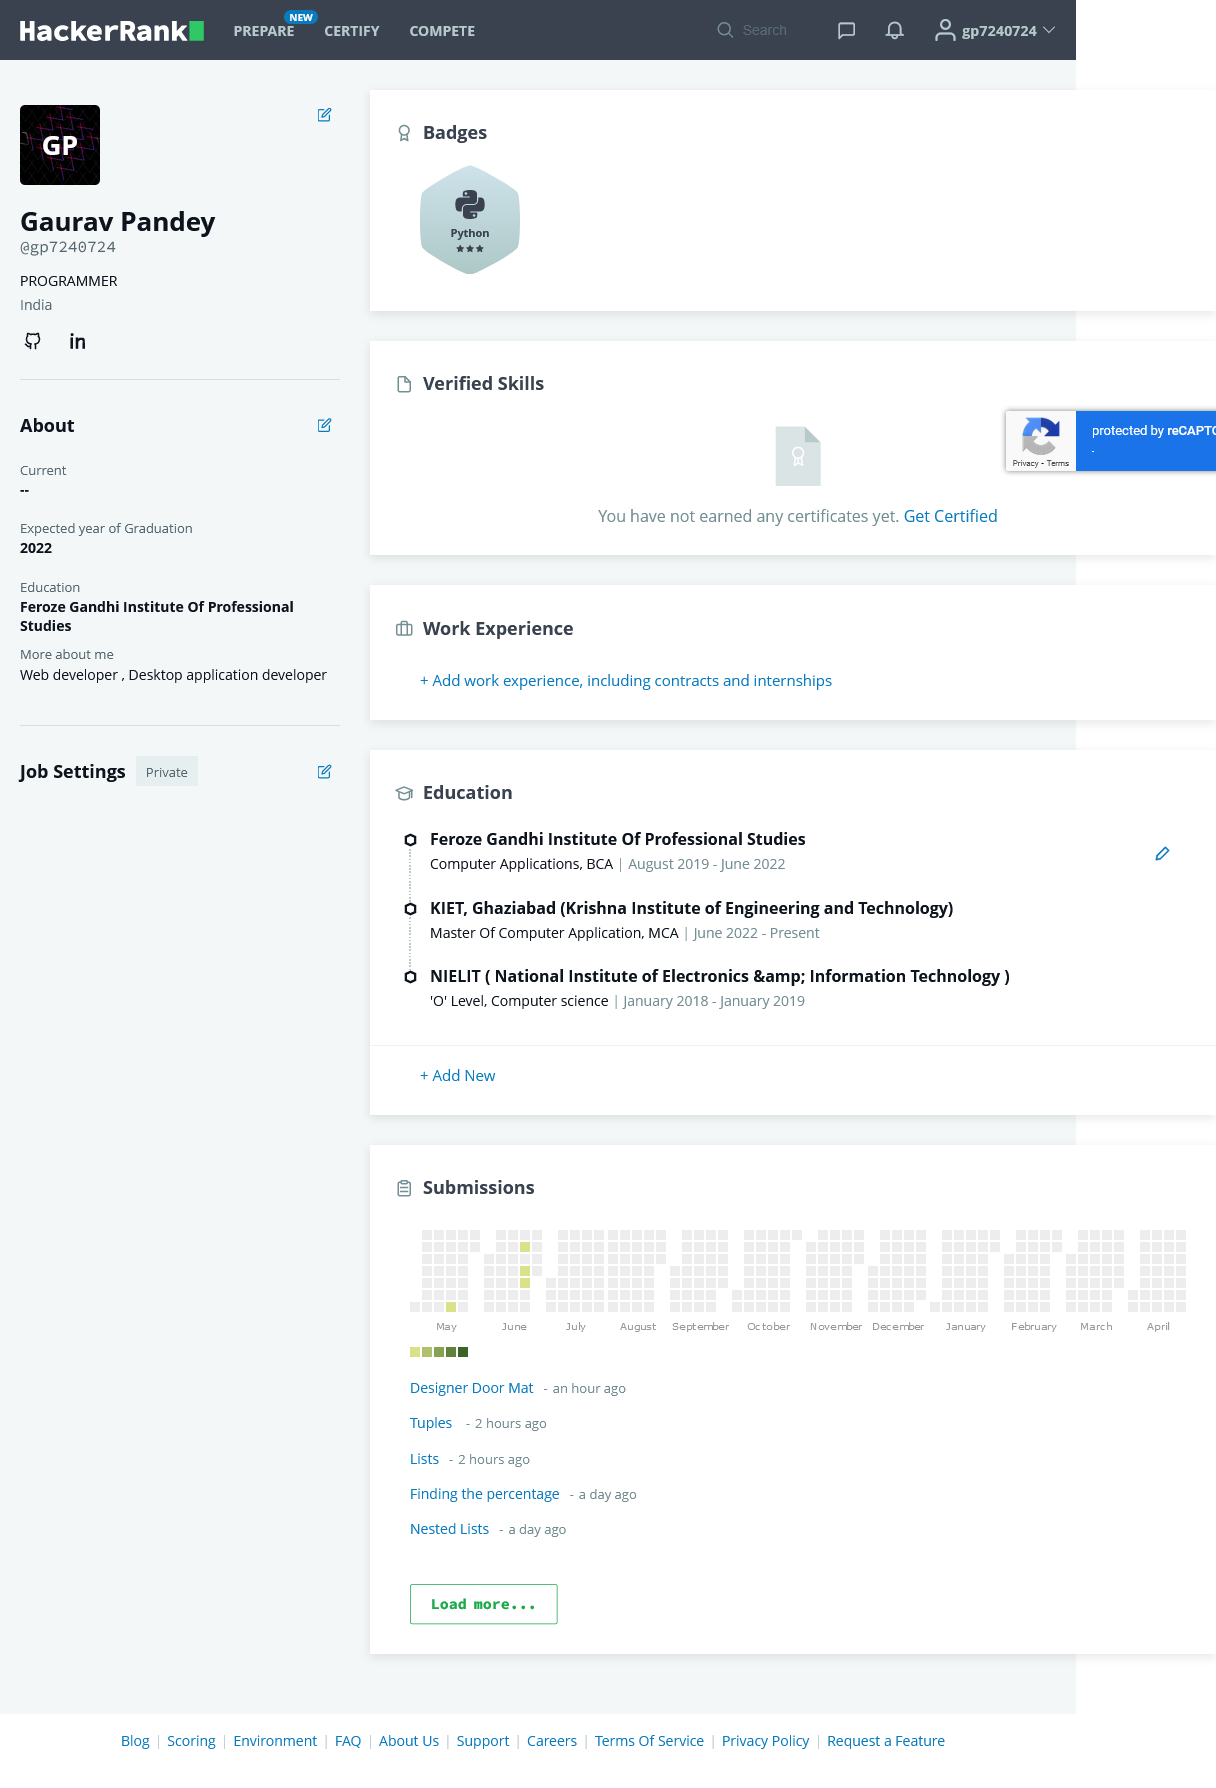 HackerRank
PREPARE
NEW
CERTIFY
COMPETE
Search
gp7240724
GP
Gaurav Pandey
@gp7240724
PROGRAMMER
India
in
About
Current
--
Expected year of Graduation
2022
Education
Feroze Gandhi Institute Of Professional
Studies
More about me
Web developer , Desktop application developer
Job Settings
Private
Badges
Python
Verified Skills
You have not earned any certificates yet. Get Certified
protected by reCAPTC
Privacy - Terms
Work Experience
+ Add work experience, including contracts and internships
Education
Feroze Gandhi Institute Of Professional Studies
Computer Applications, BCA | August 2019 - June 2022
KIET, Ghaziabad (Krishna Institute of Engineering and Technology)
Master Of Computer Application, MCA | June 2022 - Present
NIELIT ( National Institute of Electronics &amp; Information Technology )
'O' Level, Computer science | January 2018 - January 2019
+ Add New
Submissions
May June July August September October November December January February March April
Designer Door Mat - an hour ago
Tuples - 2 hours ago
Lists - 2 hours ago
Finding the percentage - a day ago
Nested Lists - a day ago
Load more...
Blog | Scoring | Environment | FAQ | About Us | Support | Careers | Terms Of Service | Privacy Policy | Request a Feature